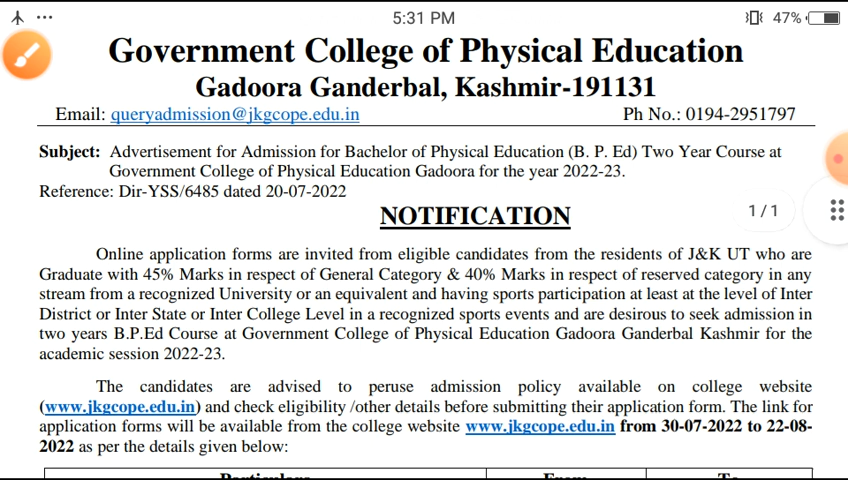 5:31 PM
47%
Government College of Physical Education
Gadoora Ganderbal, Kashmir-191131
Email: queryadmission@jkgcope.edu.in Ph No.: 0194-2951797
Subject: Advertisement for Admission for Bachelor of Physical Education (B. P. Ed) Two Year Course at
Government College of Physical Education Gadoora for the year 2022-23.
Reference: Dir-YSS/6485 dated 20-07-2022
NOTIFICATION
1/1
Online application forms are invited from eligible candidates from the residents of J&K UT who are
Graduate with 45% Marks in respect of General Category & 40% Marks in respect of reserved category in any
stream from a recognized University or an equivalent and having sports participation at least at the level of Inter
District or Inter State or Inter College Level in a recognized sports events and are desirous to seek admission in
two years B.P.Ed Course at Government College of Physical Education Gadoora Ganderbal Kashmir for the
academic session 2022-23.
The candidates are advised to peruse admission policy available on college website
(www.jkgcope.edu.in) and check eligibility /other details before submitting their application form. The link for
application forms will be available from the college website www.jkgcope.edu.in from 30-07-2022 to 22-08-
2022 as per the details given below:
Particulars From To